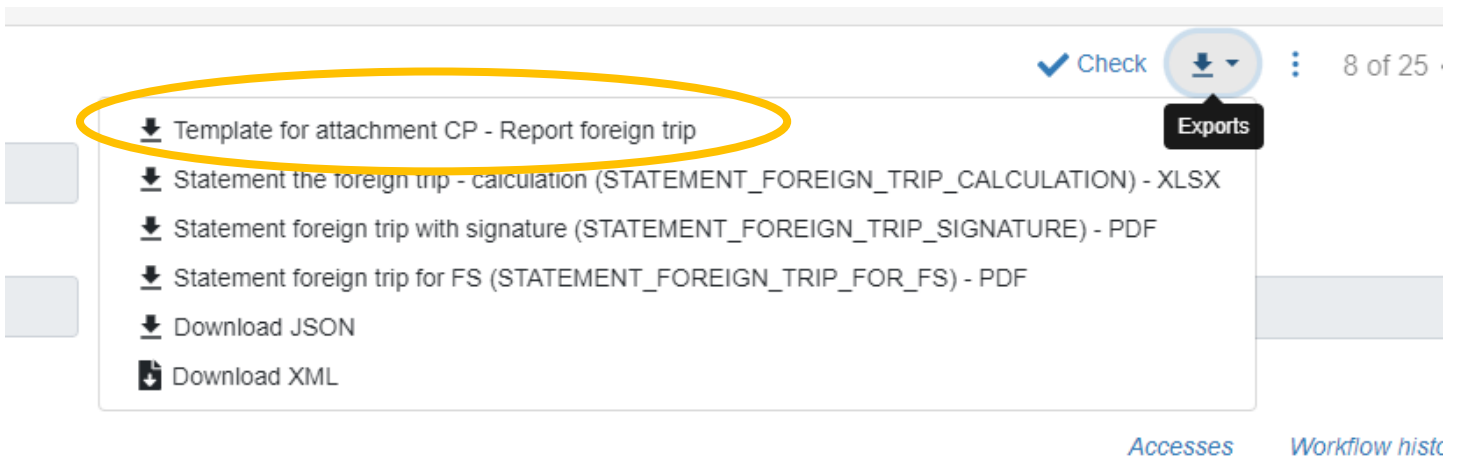 Check
8 of 25
Exports
Template for attachment CP - Report foreign trip
Statement the foreign trip - calculation (STATEMENT_FOREIGN_TRIP_CALCULATION) - XLSX
Statement foreign trip with signature (STATEMENT_FOREIGN_TRIP_SIGNATURE) - PDF
Statement foreign trip for FS (STATEMENT_FOREIGN_TRIP_FOR_FS) - PDF
Download JSON
Download XML
Accesses Workflow